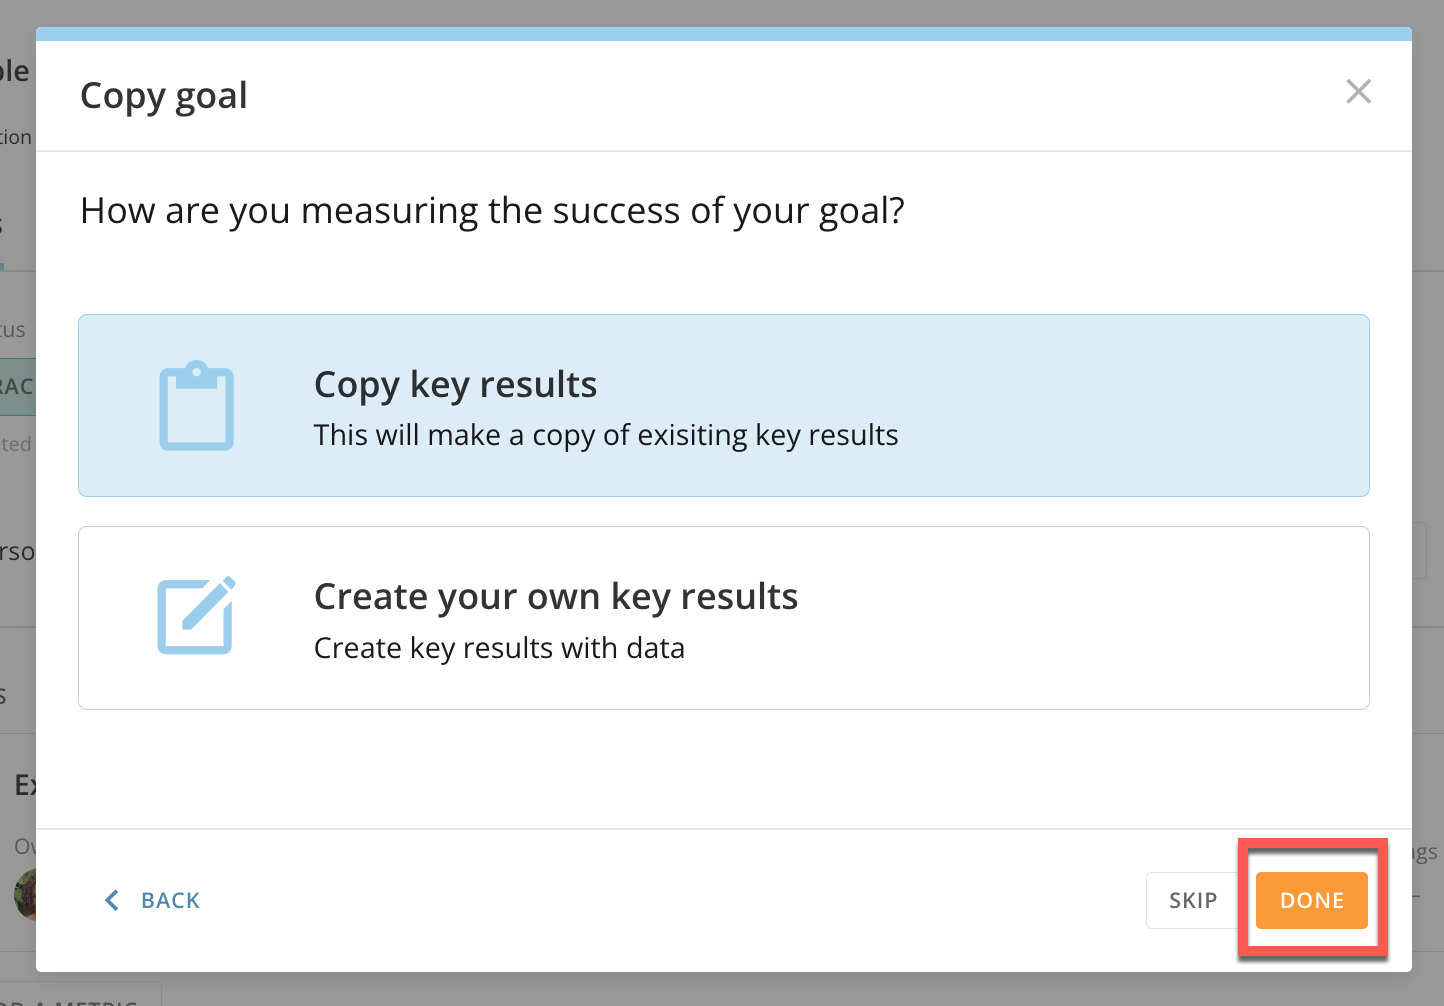 Copy goal
How are you measuring the success of your goal?
Copy key results
This will make a copy of exisiting key results
Create your own key results
Create key results with data
BACK
SKIP
DONE